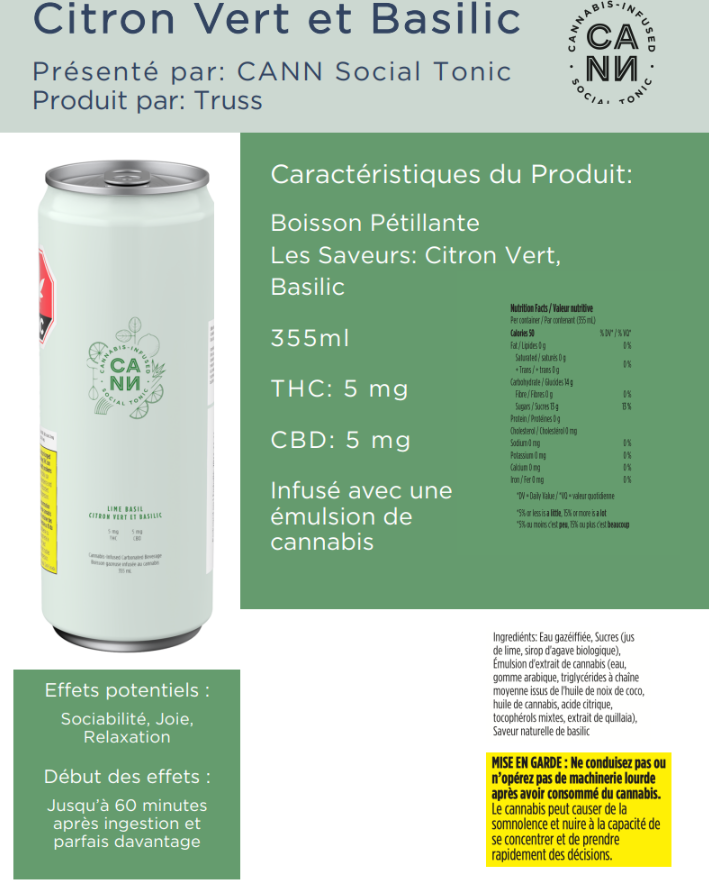 Citron Vert et Basilic
Présenté par: CANN Social Tonic
Produit par: Truss
CANNABIS-INFUSED
CA
NN
SOCIAL TONIC
Caractéristiques du Produit:
Boisson Pétillante
Les Saveurs: Citron Vert,
Basilic
355ml
THC: 5 mg
CBD: 5 mg
Infusé avec une
émulsion de
cannabis
Nutrition Facts / Valeur nutritive
Per container / Par contenant (355 mL)
Calories 50 % DV* / % VQ*
Fat / Lipides 0 g 0%
Saturated / saturés 0 g
+ Trans / + trans 0 g 0%
Carbohydrate / Glucides 14 g
Fibre / Fibres 0 g 0%
Sugars / Sucres 13 g 13%
Protein / Protéines 0 g
Cholesterol / Cholestérol 0 mg
Sodium 0 mg 0%
Potassium 0 mg 0%
Calcium 0 mg 0%
Iron / Fer 0 mg 0%
*DV = Daily Value / *VQ = valeur quotidienne
*5% or less is a little, 15% or more is a lot
*5% ou moins c'est peu, 15% ou plus c'est beaucoup
CANNABIS-INFUSED
CA
NN
SOCIAL TONIC
LIME BASIL
CITRON VERT ET BASILIC
5 mg 5 mg
THC CBD
Cannabis Infused Carbonated Beverage
Boisson gazeuse infusée au cannabis
355 mL
Effets potentiels :
Sociabilité, Joie,
Relaxation
Début des effets :
Jusqu'à 60 minutes
après ingestion et
parfais davantage
Ingrediénts: Eau gazéiffiée, Sucres (jus
de lime, sirop d'agave biologique),
Émulsion d'extrait de cannabis (eau,
gomme arabique, triglycérides à chaîne
moyenne issus de l'huile de noix de coco,
huile de cannabis, acide citrique,
tocophérols mixtes, extrait de quillaia),
Saveur naturelle de basilic
MISE EN GARDE : Ne conduisez pas ou
n'opérez pas de machinerie lourde
après avoir consommé du cannabis.
Le cannabis peut causer de la
somnolence et nuire à la capacité de
se concentrer et de prendre
rapidement des décisions.